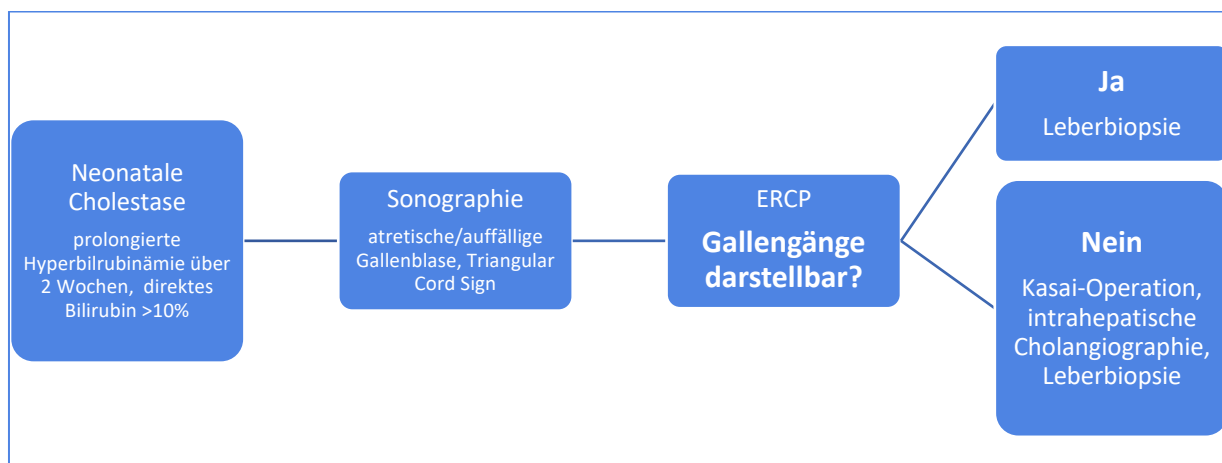 Neonatale
Cholestase
prolongierte
Hyperbilrubinämie über
2 Wochen, direktes
Bilirubin >10%
Sonographie
atretische/auffällige
Gallenblase, Triangular
Cord Sign
ERCP
Gallengänge
darstellbar?
Ja
Leberbiopsie
Nein
Kasai-Operation,
intrahepatische
Cholangiographie,
Leberbiopsie